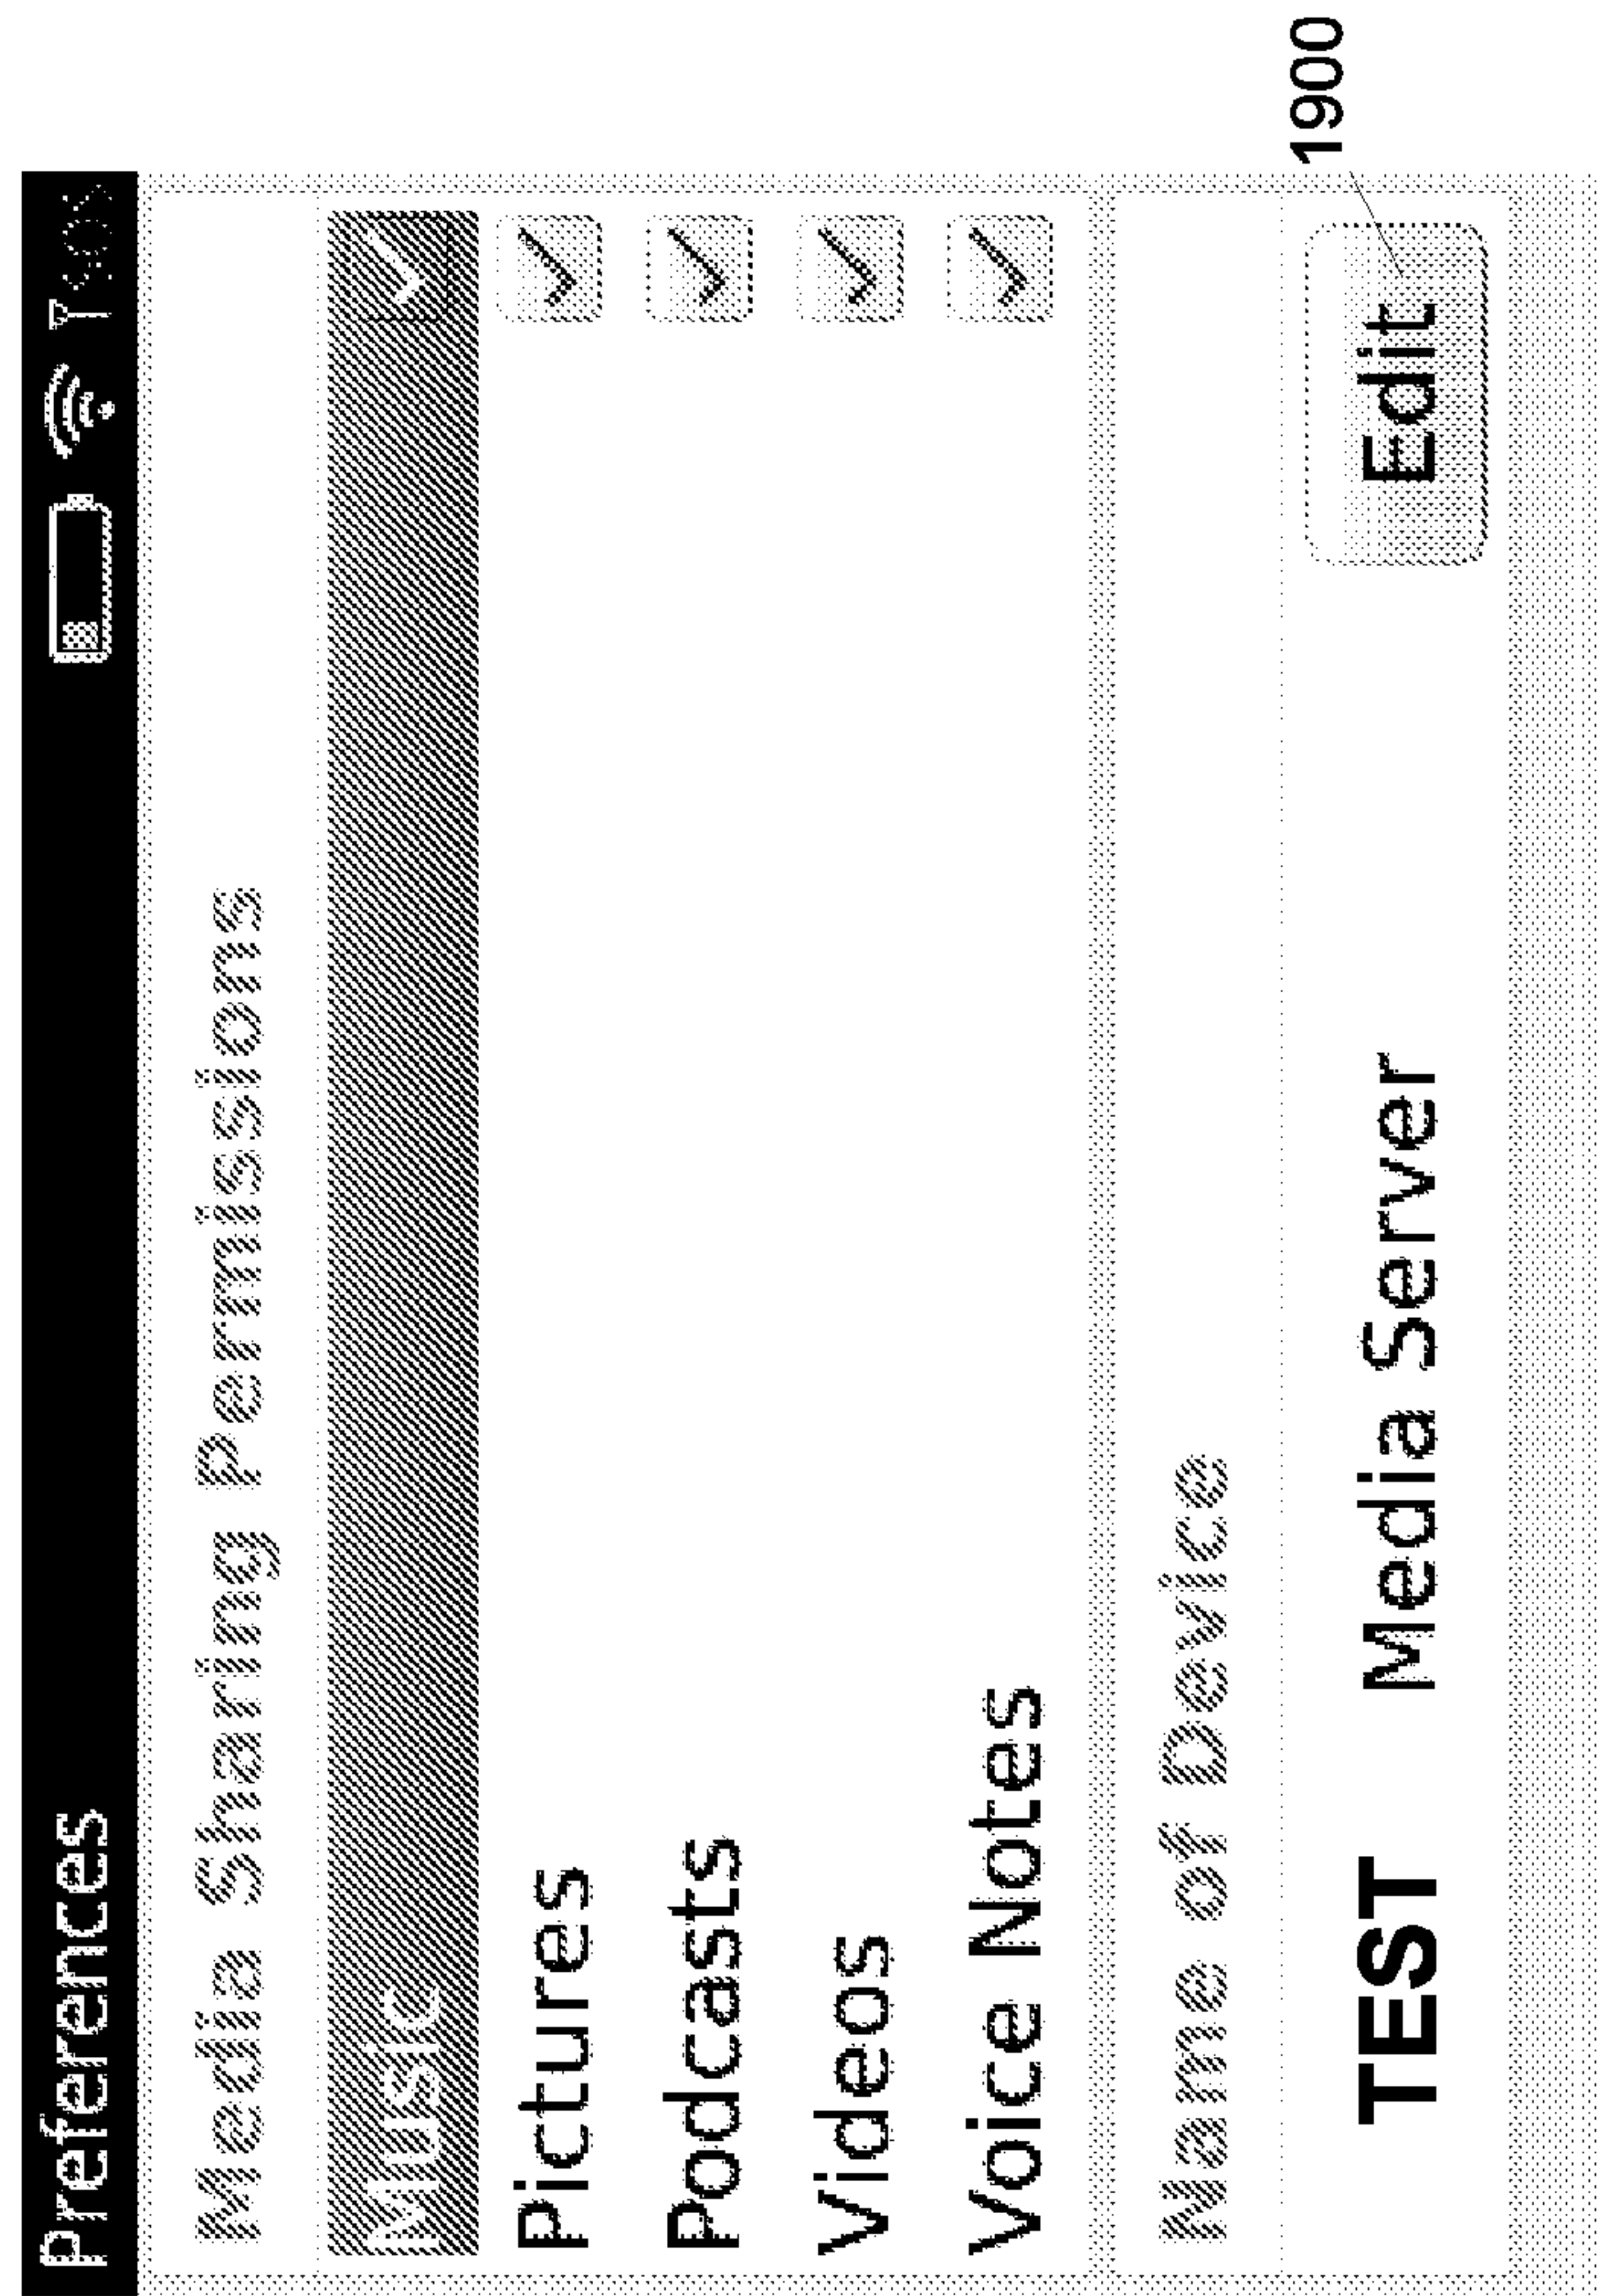 Preferences
Media Sharing Permissions
Music
Pictures
Podcasts
Videos
Voice Notes
Name of Device
TEST Media Server Edit
1900